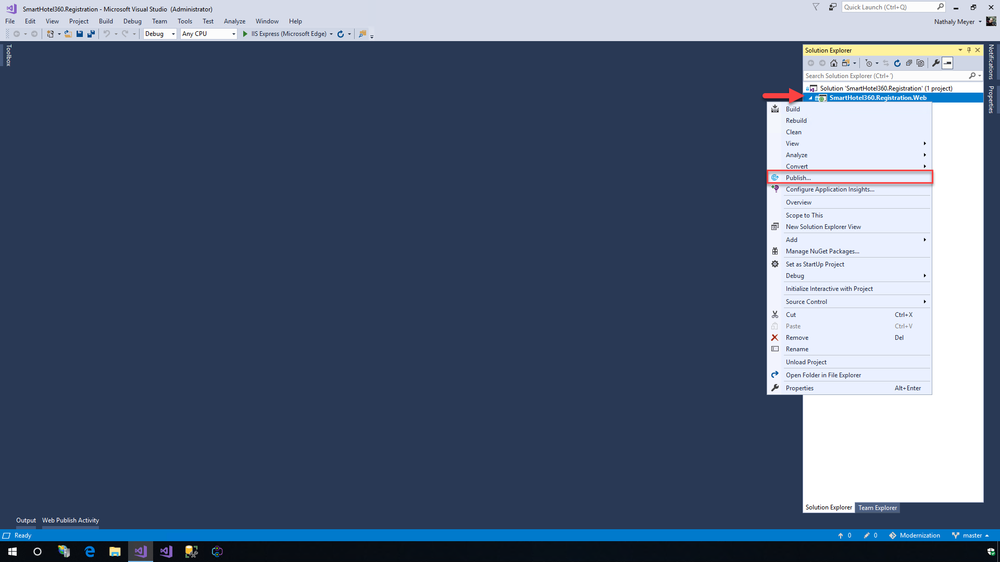 SmartHotel360.Registration - Microsoft Visual Studio (Administrator)
Quick Launch (Ctrl+Q)
File Edit View Project Build Debug Team Tools Test Analyze Window Help
Nathaly Meyer
Debug Any CPU IIS Express (Microsoft Edge)
Toolbox
Solution Explorer
Notifications
Search Solution Explorer (Ctrl+´)
Solution 'SmartHotel360.Registration' (1 project)
Properties
SmartHotel360.Registration.Web
Build
Rebuild
Clean
View
Analyze
Convert
Publish...
Configure Application Insights...
Overview
Scope to This
New Solution Explorer View
Add
Manage NuGet Packages...
Set as StartUp Project
Debug
Initialize Interactive with Project
Source Control
Cut Ctrl+X
Paste Ctrl+V
Remove Del
Rename
Unload Project
Open Folder in File Explorer
Properties Alt+Enter
Solution Explorer Team Explorer
Output Web Publish Activity
Ready 0 0 Modernization master